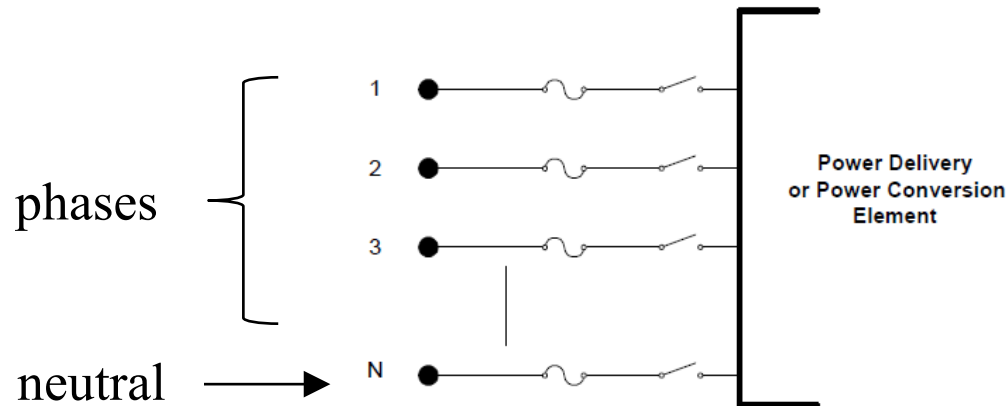 1
2
phases
3
N
neutral
Power Delivery
or Power Conversion
Element